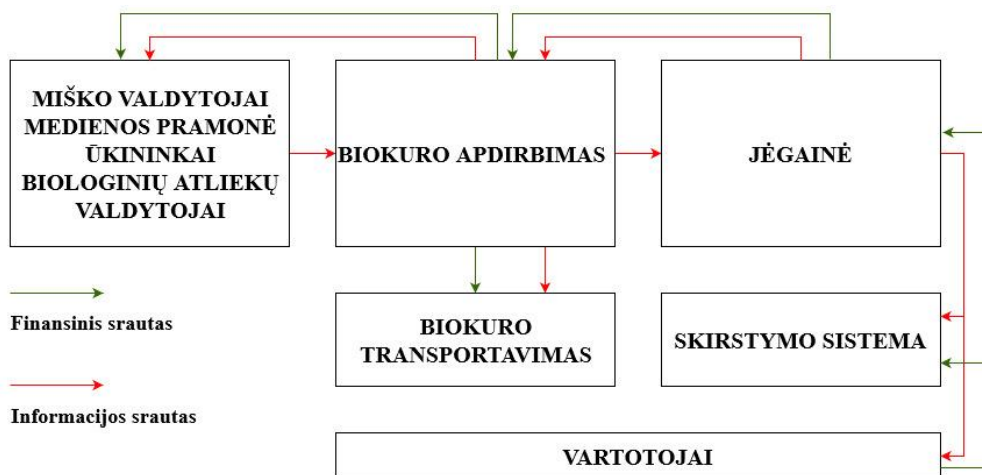 MIŠKO VALDYTOJAI
MEDIENOS PRAMONĖ
ŪKININKAI
BIOLOGINIŲ ATLIEKŲ
VALDYTOJAI
BIOKURO APDIRBIMAS
JĖGAINĖ
Finansinis srautas
BIOKURO
TRANSPORTAVIMAS
SKIRSTYMO SISTEMA
Informacijos srautas
VARTOTOJAI